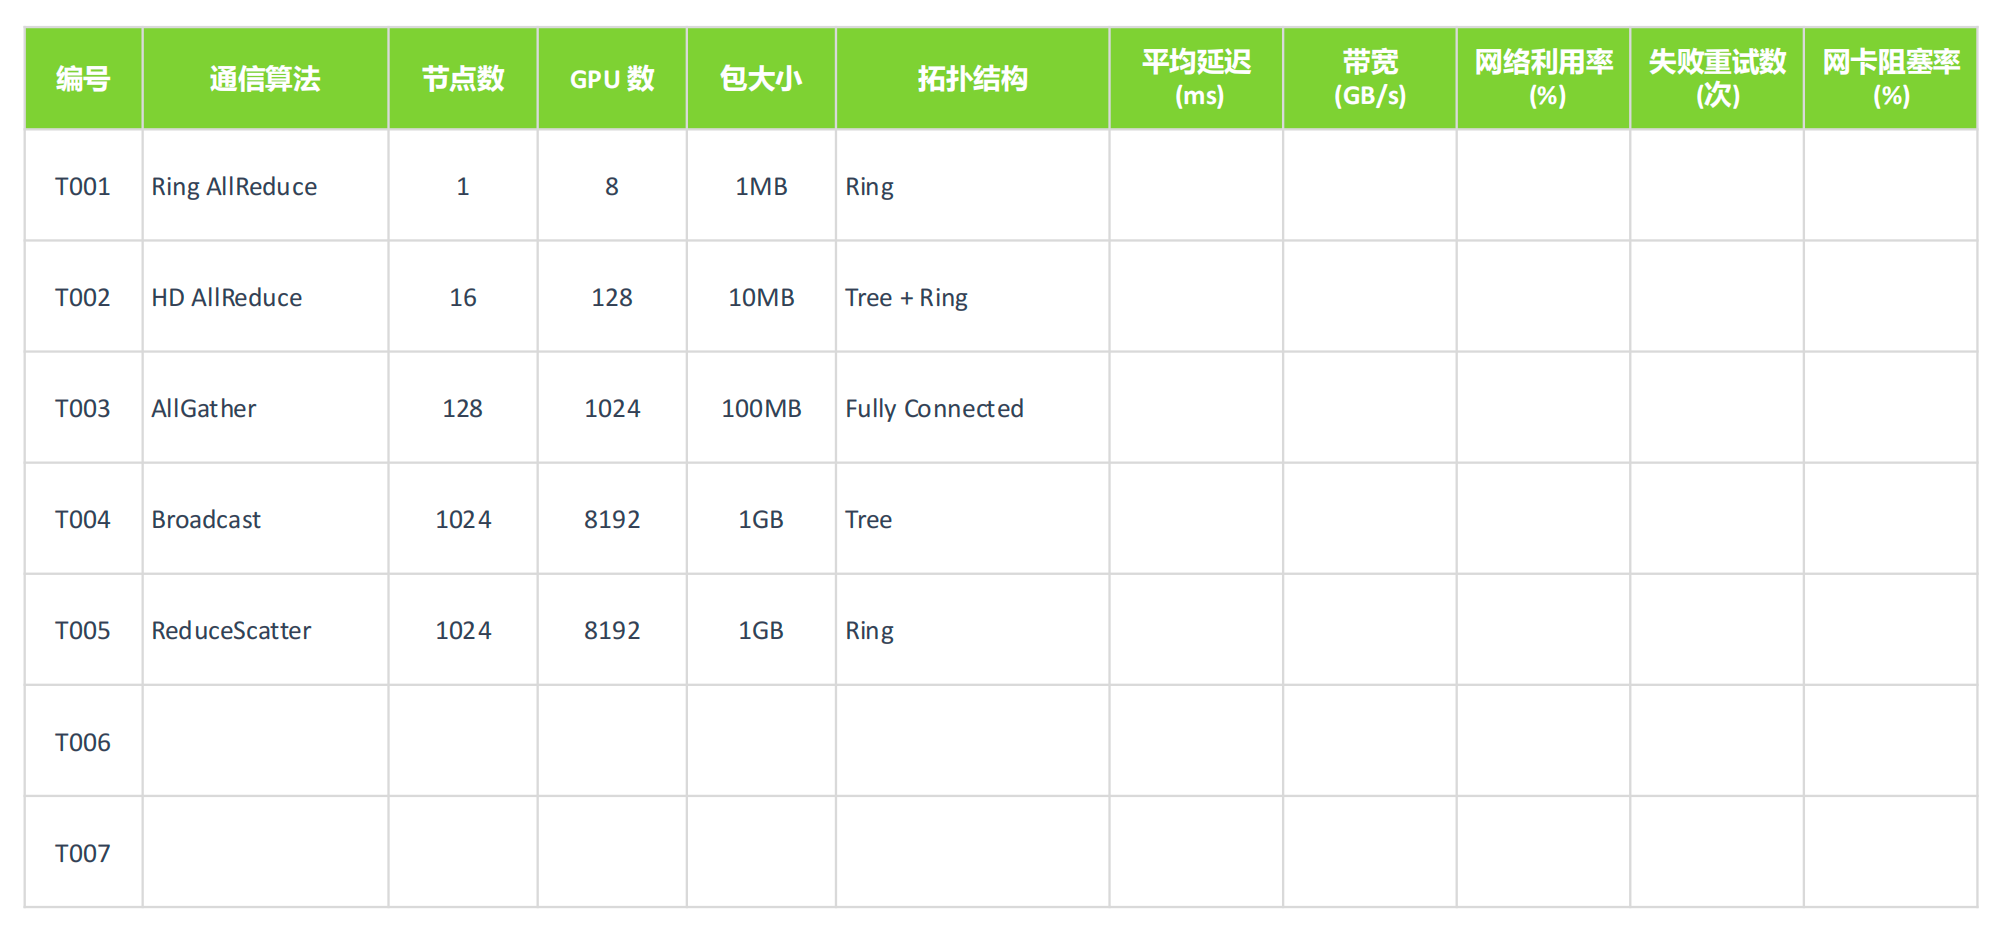 编号 通信算法 节点数 GPU 数 包大小 拓扑结构 平均延迟 (ms) 带宽 (GB/s) 网络利用率 (%) 失败重试数 (次) 网卡阻塞率 (%)
T001 Ring AllReduce 1 8 1MB Ring
T002 HD AllReduce 16 128 10MB Tree + Ring
T003 AllGather 128 1024 100MB Fully Connected
T004 Broadcast 1024 8192 1GB Tree
T005 ReduceScatter 1024 8192 1GB Ring
T006
T007